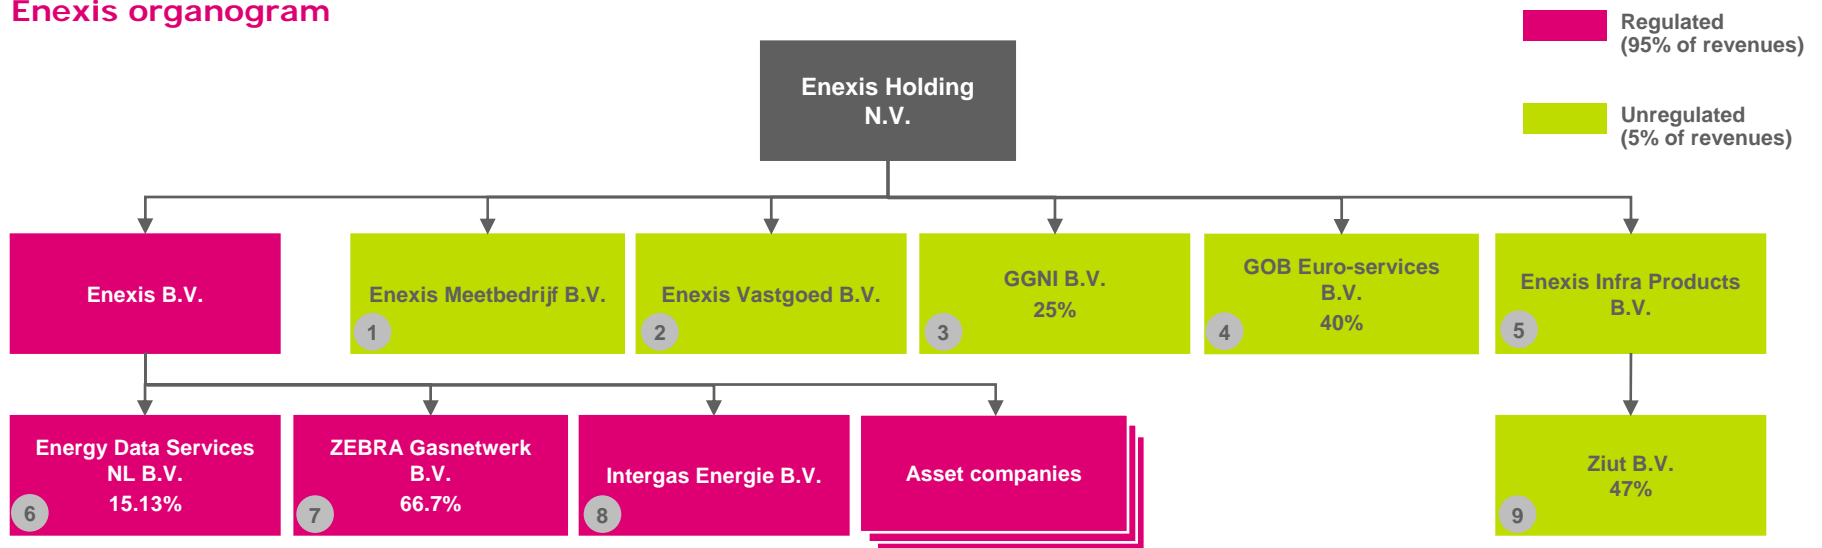 Enexis organogram
Regulated
(95% of revenues)
Unregulated
(5% of revenues)
Enexis Holding
N.V.
Enexis B.V.
Enexis Meetbedrijf B.V.
1
Enexis Vastgoed B.V.
2
GGNI B.V.
25%
3
GOB Euro-services
B.V.
40%
4
Enexis Infra Products
B.V.
5
Energy Data Services
NL B.V.
15.13%
6
ZEBRA Gasnetwerk
B.V.
66.7%
7
Intergas Energie B.V.
8
Asset companies
Ziut B.V.
47%
9